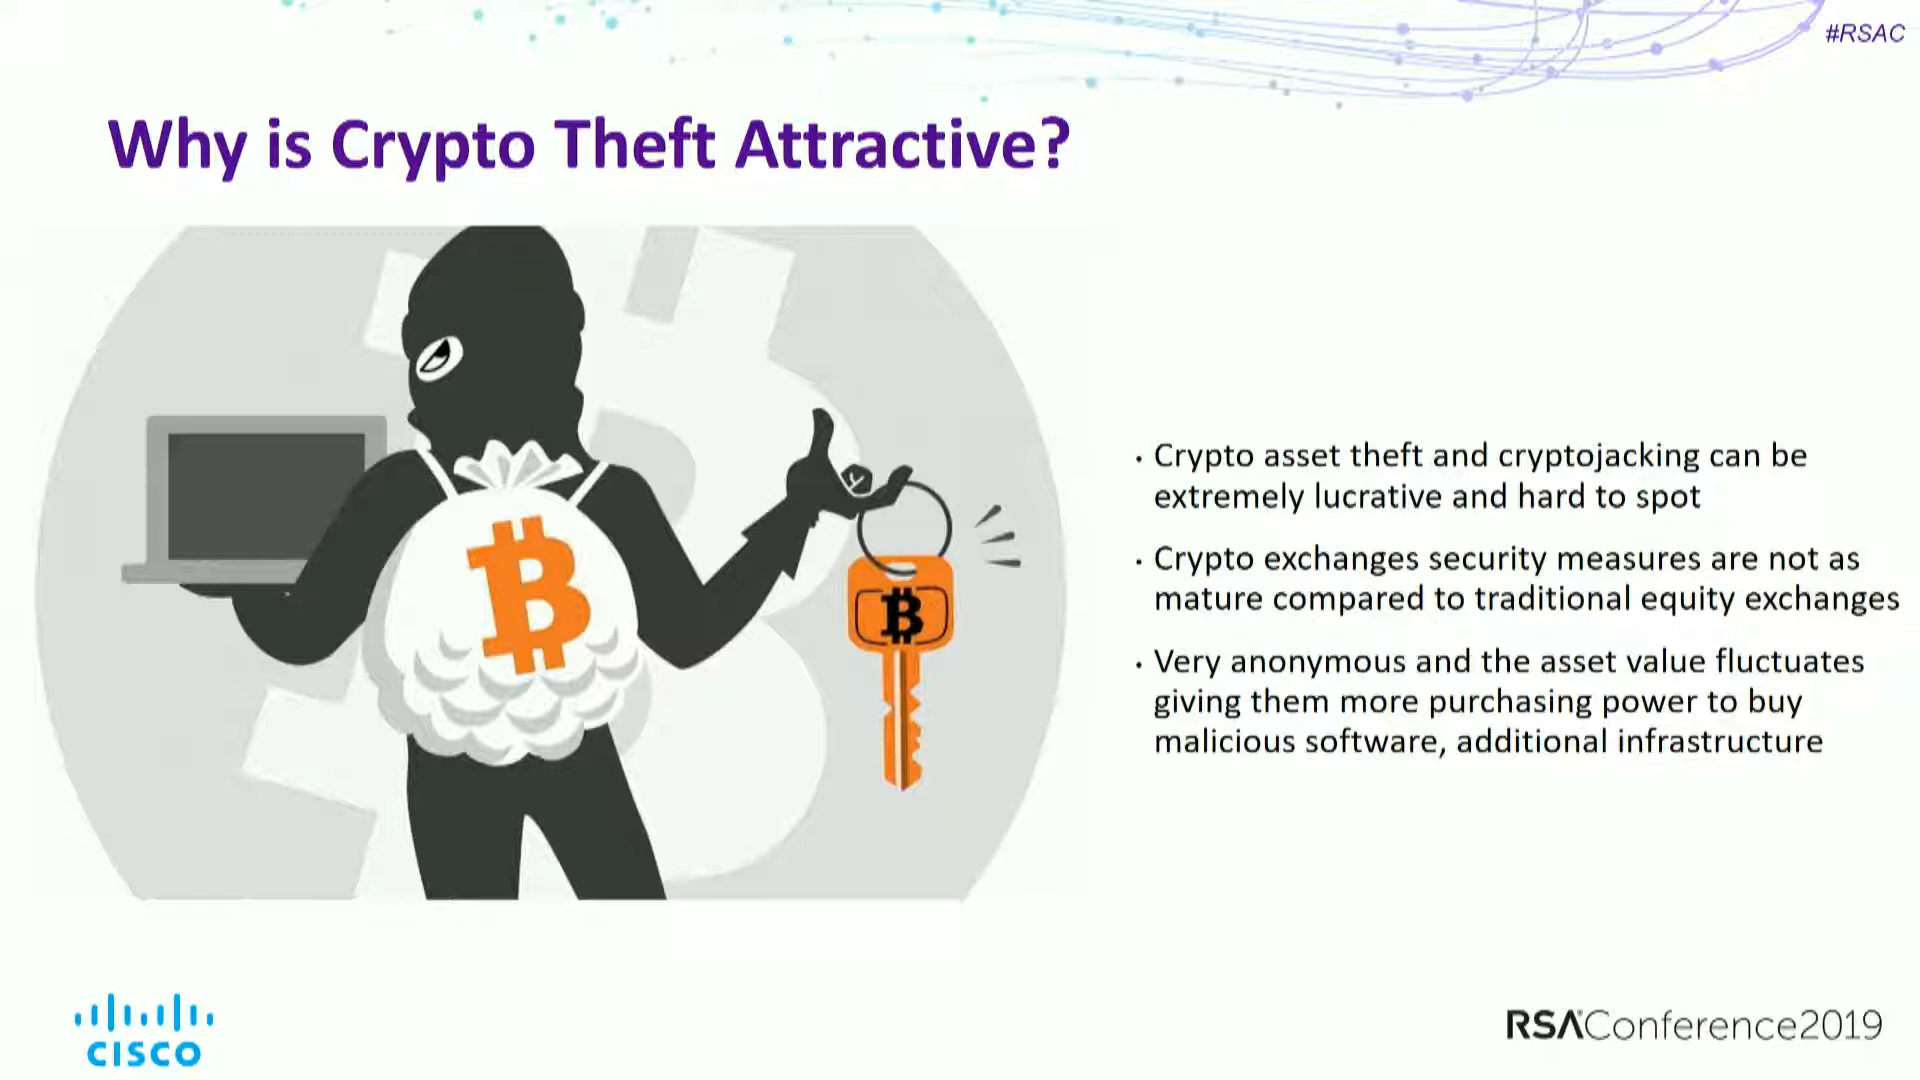 #RSAC
Why is Crypto Theft Attractive?
• Crypto asset theft and cryptojacking can be
extremely lucrative and hard to spot
• Crypto exchanges security measures are not as
mature compared to traditional equity exchanges
• Very anonymous and the asset value fluctuates
giving them more purchasing power to buy
malicious software, additional infrastructure
CISCO
RSAConference2019